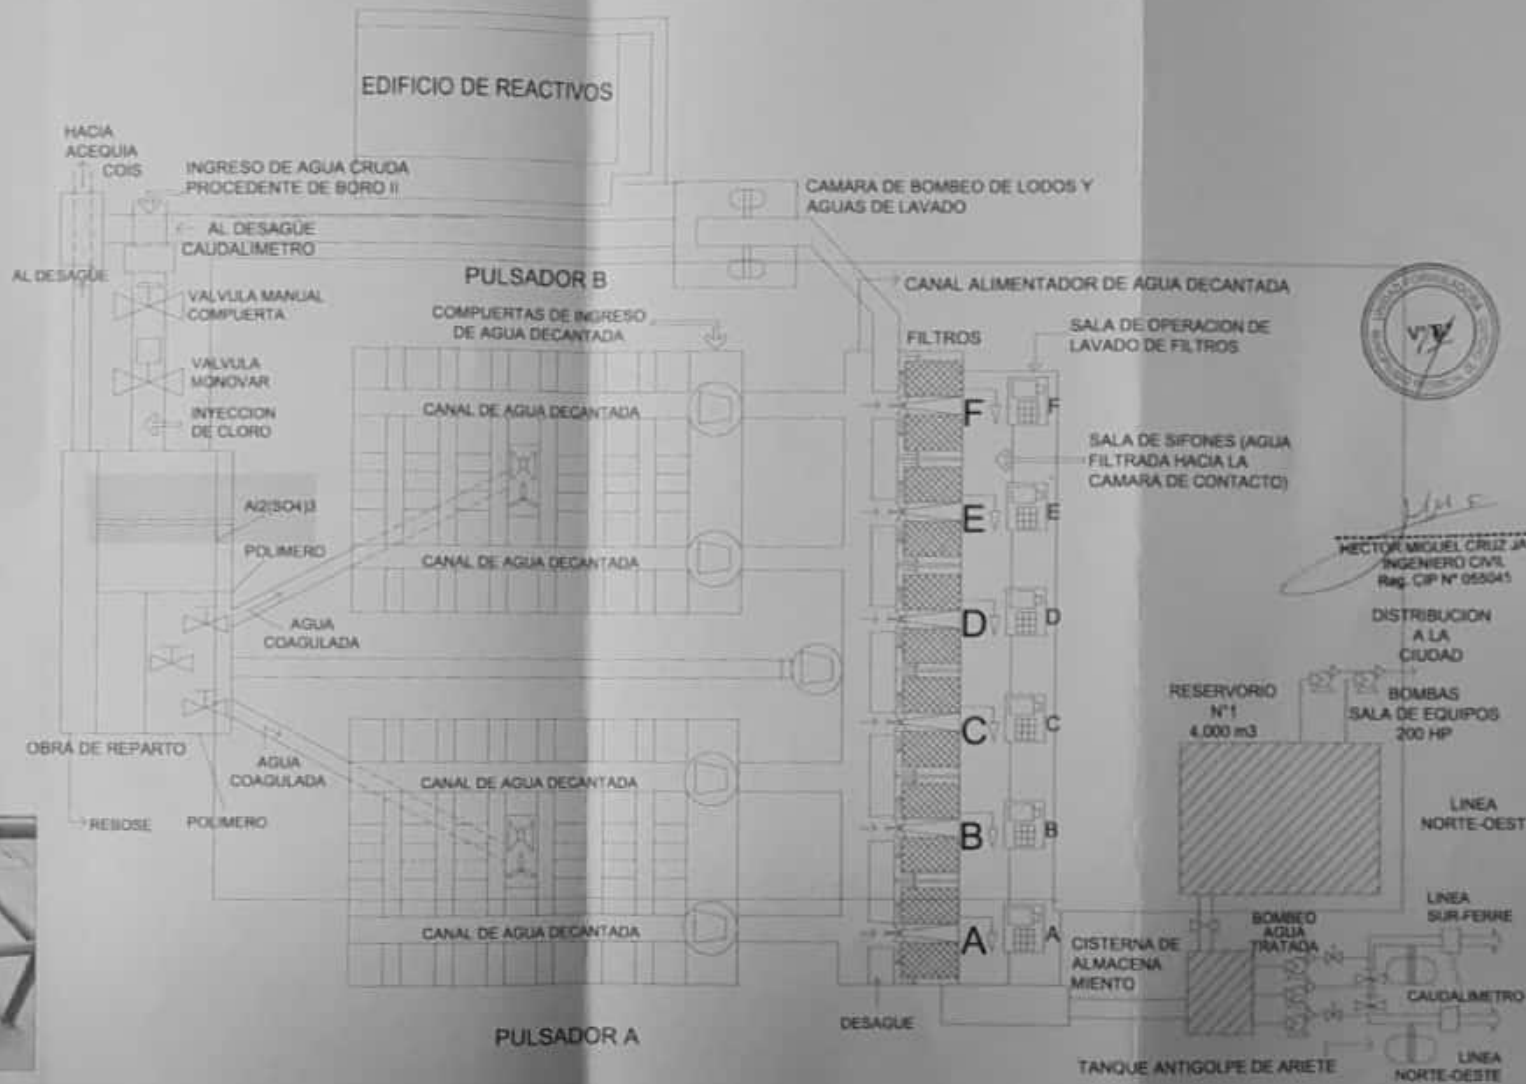 EDIFICIO DE REACTIVOS
HACIA
ACEQUIA
COIS
INGRESO DE AGUA CRUDA
PROCEDENTE DE BORO II
AL DESAGÜE
CAUDALIMETRO
AL DESAGÜE
VALVULA MANUAL
COMPUERTA
VALVULA
MONOVAR
INYECCION
DE CLORO
Al2(SO4)3
POLIMERO
AGUA
COAGULADA
OBRA DE REPARTO
AGUA
COAGULADA
REBOSE
POLIMERO
PULSADOR B
COMPUERTAS DE INGRESO
DE AGUA DECANTADA
CANAL DE AGUA DECANTADA
CANAL DE AGUA DECANTADA
CANAL DE AGUA DECANTADA
CANAL DE AGUA DECANTADA
PULSADOR A
CAMARA DE BOMBEO DE LODOS Y
AGUAS DE LAVADO
CANAL ALIMENTADOR DE AGUA DECANTADA
FILTROS
SALA DE OPERACION DE
LAVADO DE FILTROS
F F
SALA DE SIFONES (AGUA
FILTRADA HACIA LA
CAMARA DE CONTACTO)
E E
D D
C C
B B
A A
DESAGUE
CISTERNA DE
ALMACENA
MIENTO
V°B°
HECTOR MIGUEL CRUZ
INGENIERO CIVIL
Reg. CIP N° 055041
DISTRIBUCION
A LA
CIUDAD
RESERVORIO
N°1
4.000 m3
BOMBAS
SALA DE EQUIPOS
200 HP
LINEA
NORTE-OEST
LINEA
SUR-FERRE
BOMBEO
AGUA
TRATADA
CAUDALIMETRO
TANQUE ANTIGOLPE DE ARIETE
LINEA
NORTE-OESTE